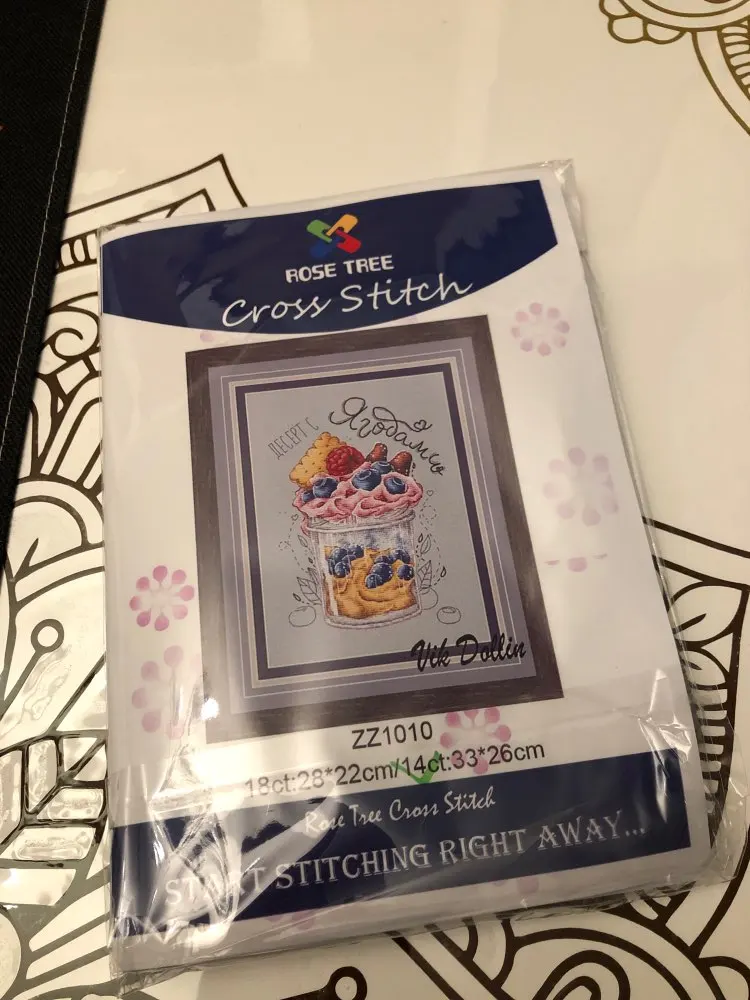 ROSE TREE
Cross Stitch
ДЕСЕРТ С
Ягодами
Vik Dollin
ZZ1010
18ct:28*22cm/14ct:33*26cm
Rose Tree Cross Stitch
START STITCHING RIGHT AWAY...